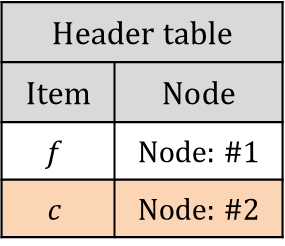 Header table
Item Node
f Node: #1
c Node: #2